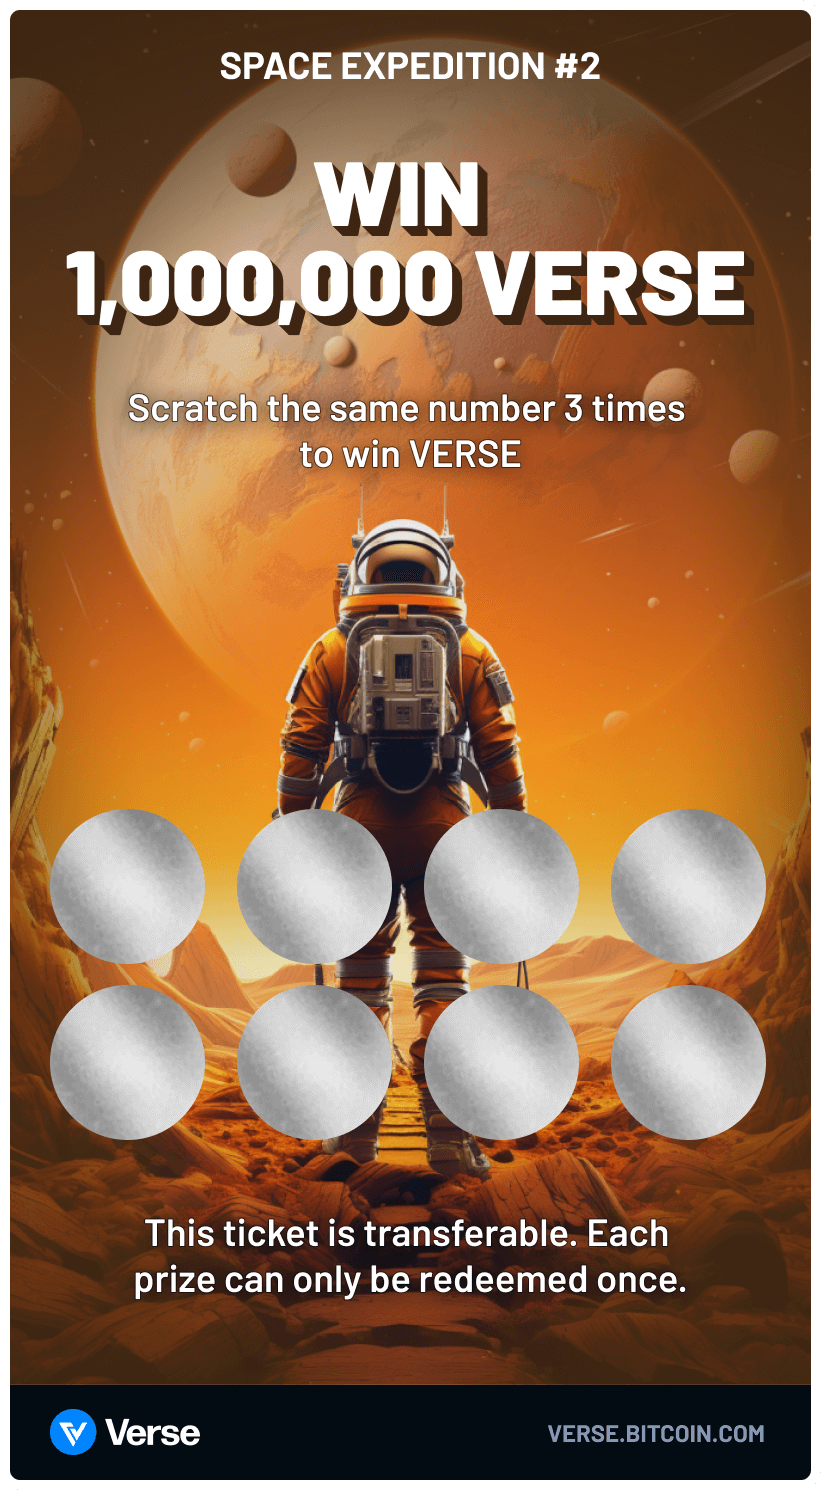 SPACE EXPEDITION #2
WIN
1,000,000 VERSE
Scratch the same number 3 times
to win VERSE
This ticket is transferable. Each
prize can only be redeemed once.
Verse
VERSE.BITCOIN.COM